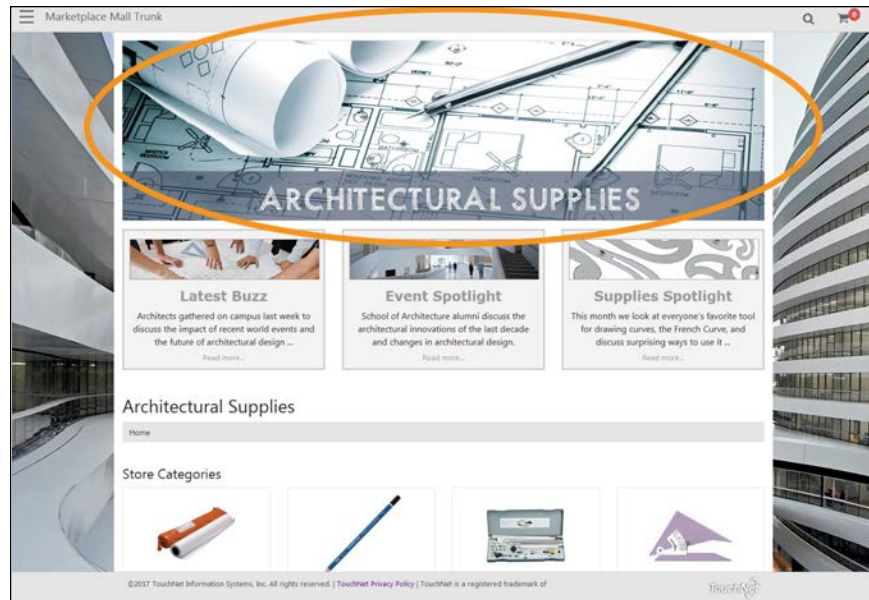 Marketplace Mall Trunk
0
MASTER
BEDROOM
BATHROOM
BEDROOM
ARCHITECTURAL SUPPLIES
Latest Buzz
Architects gathered on campus last week to
discuss the impact of recent world events and
the future of architectural design ...
Read more...
Event Spotlight
School of Architecture alumni discuss the
architectural innovations of the last decade
and changes in architectural design.
Read more...
Supplies Spotlight
This month we look at everyone's favorite tool
for drawing curves, the French Curve, and
discuss surprising ways to use it ...
Read more...
Architectural Supplies
Home
Store Categories
©2017 TouchNet Information Systems, Inc. All rights reserved. | TouchNet Privacy Policy | TouchNet is a registered trademark of
TouchNet